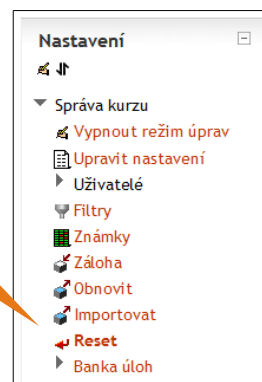 Nastavení
Správa kurzu
Vypnout režim úprav
Upravit nastavení
Uživatelé
Filtry
Známky
Záloha
Obnovit
Importovat
Reset
Banka úloh